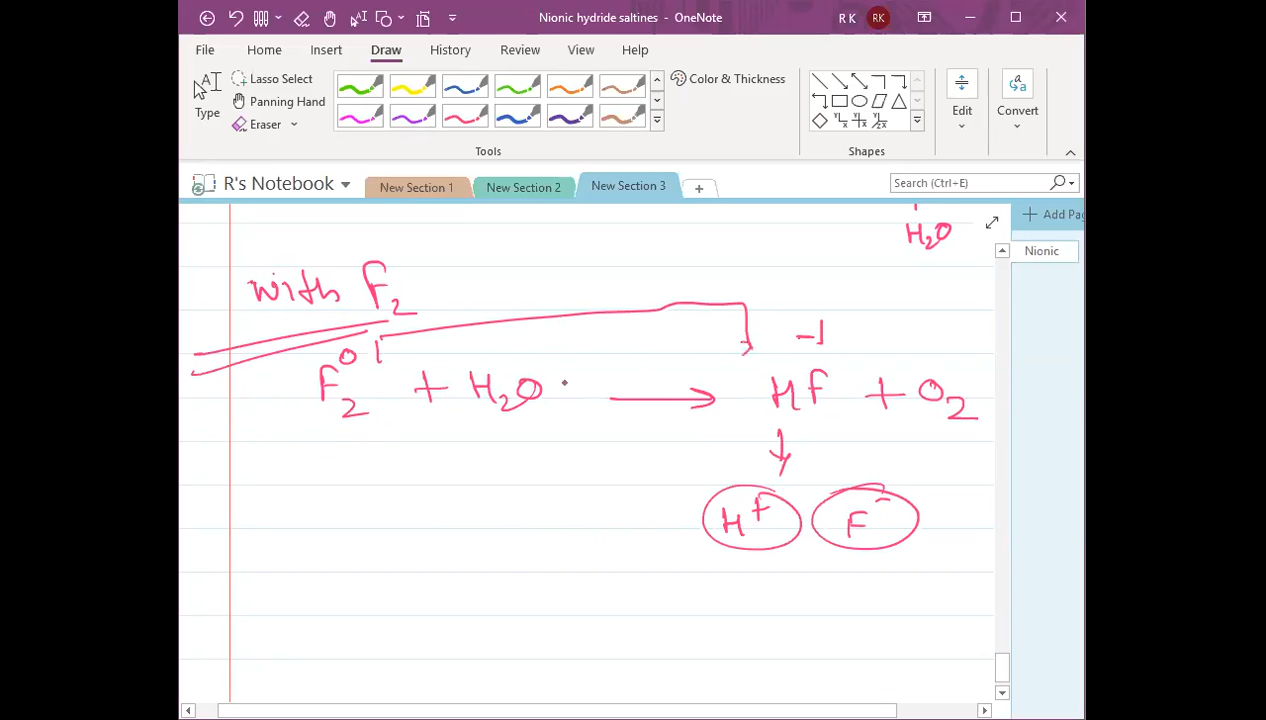 Nionic hydride saltines - OneNote
R K RK
File Home Insert Draw History Review View Help
Type
Lasso Select
Panning Hand
Eraser
Color & Thickness
Edit
Convert
Tools
Shapes
R's Notebook New Section 1 New Section 2 New Section 3 + Search (Ctrl+E)
Add Pag
Nionic
H₂O
with F₂
0 -1
F₂ + H₂O → HF + O₂
↓
H⁺ F⁻